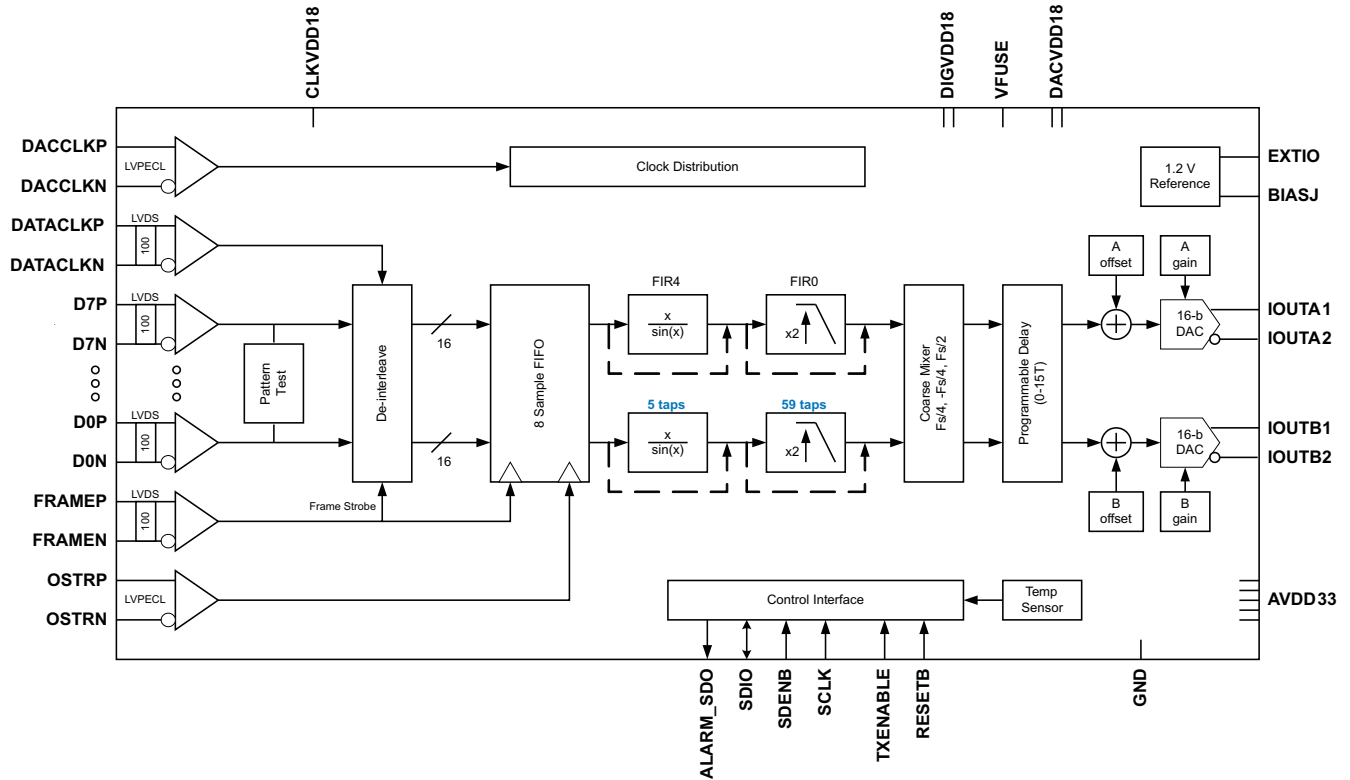 CLKVDD18
DIGVDD18
VFUSE
DACVDD18
DACCLKP
LVPECL
DACCLKN
Clock Distribution
1.2 V
Reference
EXTIO
BIASJ
DATACLKP
LVDS
100
DATACLKN
A
offset
A
gain
D7P
LVDS
100
D7N
Pattern
Test
De-interleave
16
16
8 Sample FIFO
FIR4
x
sin(x)
FIR0
x2
5 taps
x
sin(x)
59 taps
x2
Coarse Mixer
Fs/4, -Fs/4, Fs/2
Programmable Delay
(0-15T)
16-b
DAC
IOUTA1
IOUTA2
D0P
LVDS
100
D0N
16-b
DAC
IOUTB1
IOUTB2
B
offset
B
gain
FRAMEP
LVDS
100
FRAMEN
Frame Strobe
OSTRP
LVPECL
OSTRN
Control Interface
Temp
Sensor
AVDD33
ALARM_SDO
SDIO
SDENB
SCLK
TXENABLE
RESETB
GND